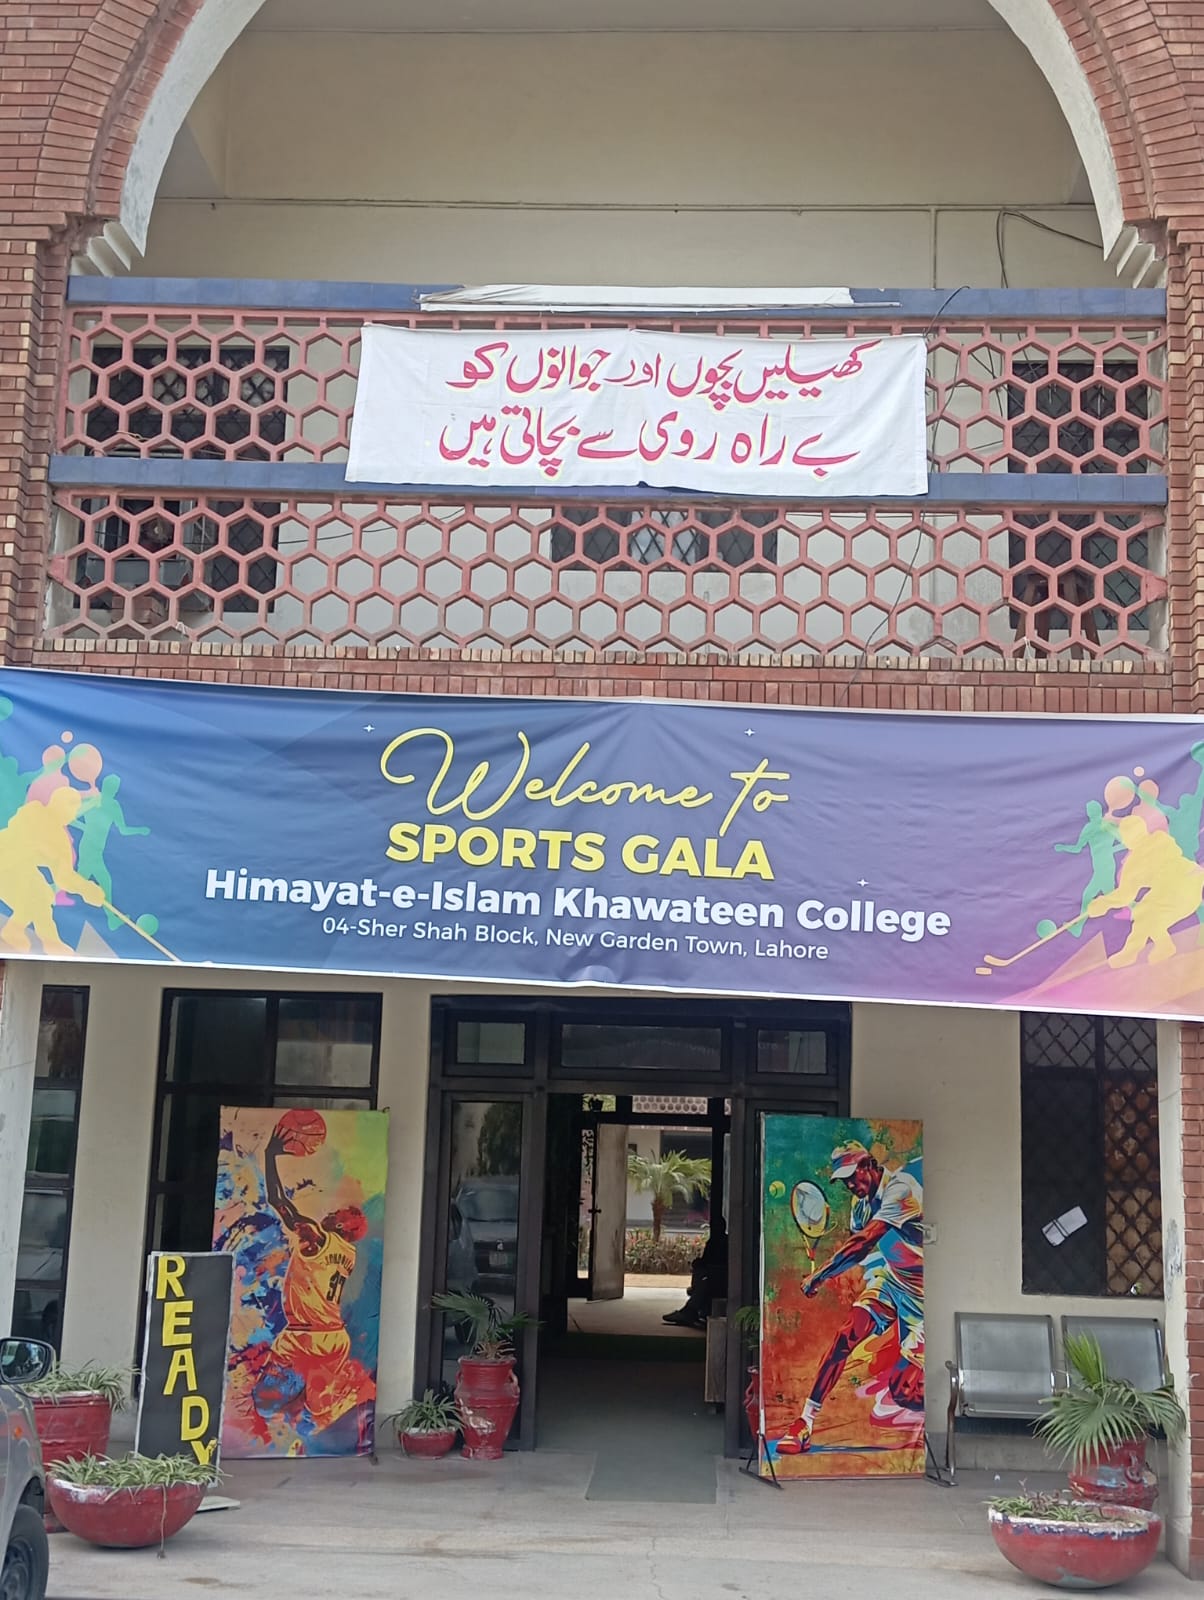 کھیلیں بچوں اور جوانوں کو
بے راہ روی سے بچاتی ہیں
Welcome to
SPORTS GALA
Himayat-e-Islam Khawateen College
04-Sher Shah Block, New Garden Town, Lahore
READY